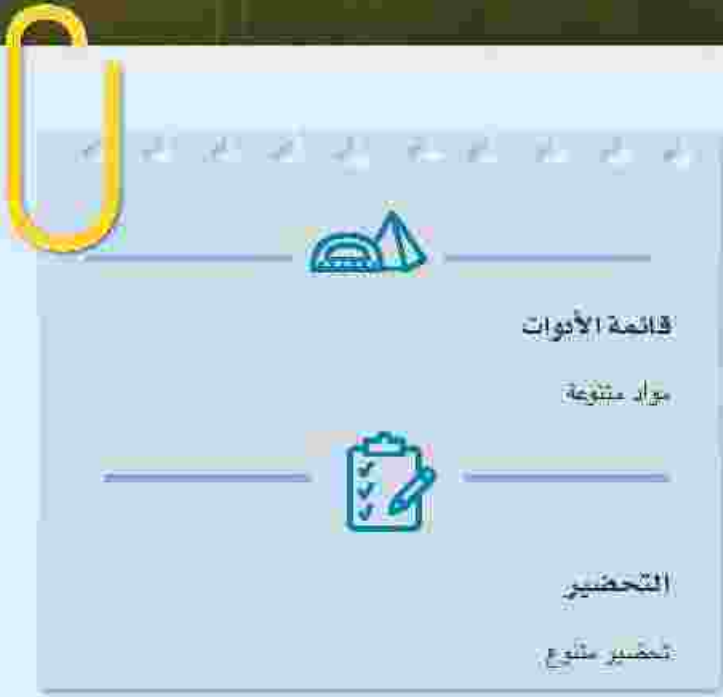 قائمة الأدوات
مواد متنوعة
التحضير
تحضير متنوع